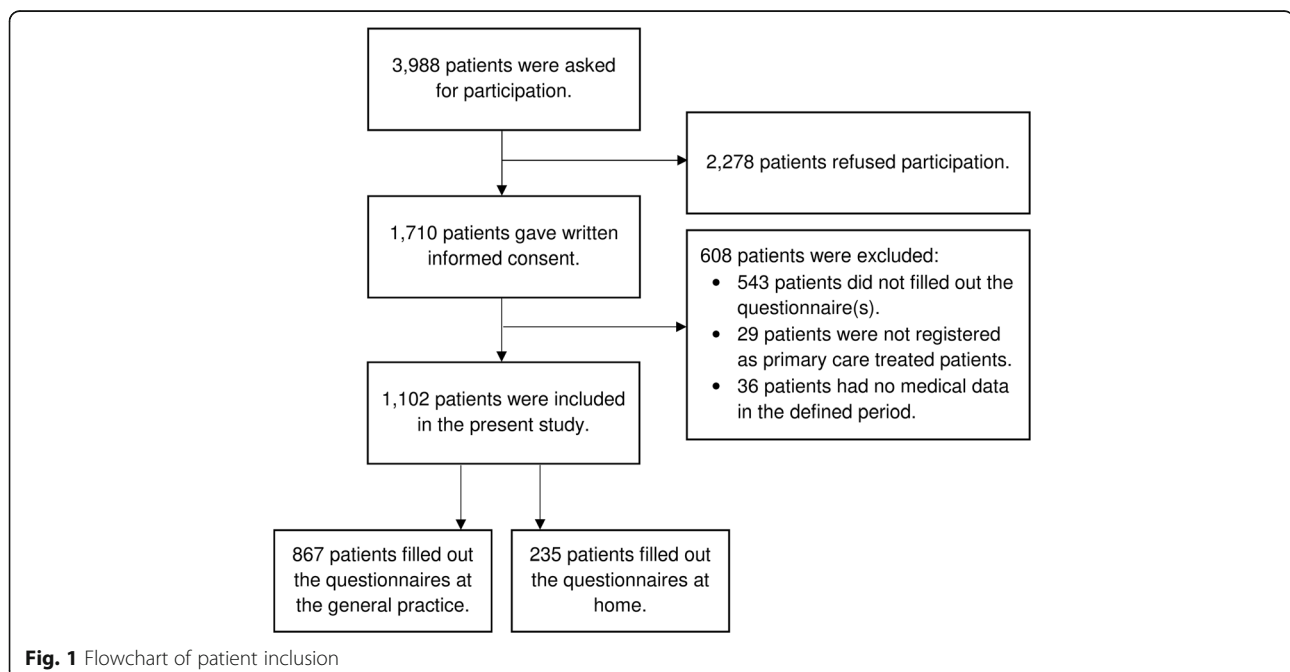 3,988 patients were asked
for participation.
2,278 patients refused participation.
1,710 patients gave written
informed consent.
608 patients were excluded:
• 543 patients did not filled out the
questionnaire(s).
• 29 patients were not registered
as primary care treated patients.
• 36 patients had no medical data
in the defined period.
1,102 patients were included
in the present study.
867 patients filled out
the questionnaires at
the general practice.
235 patients filled out
the questionnaires at
home.
Fig. 1 Flowchart of patient inclusion